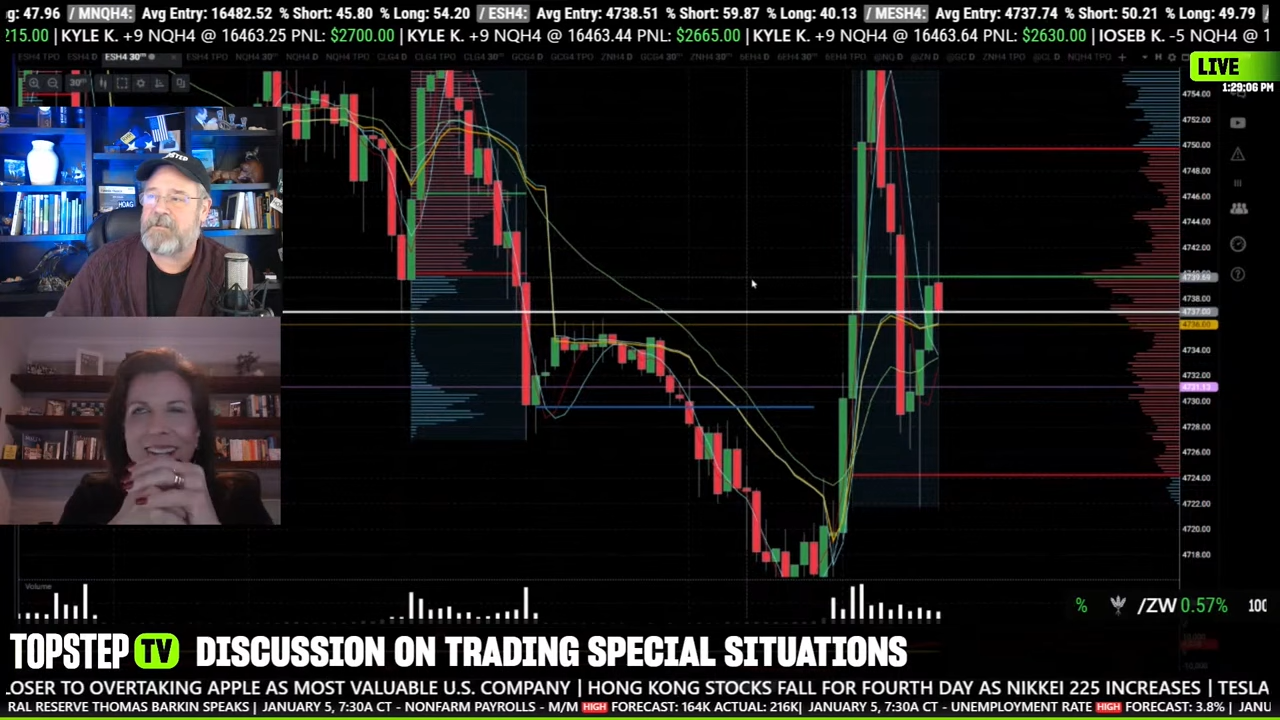 g: 47.96 / MNQH4: Avg Entry: 16482.52 % Short: 45.80 % Long: 54.20 / ESH4: Avg Entry: 4738.51 % Short: 59.87 % Long: 40.13 / MESH4: Avg Entry: 4737.74 % Short: 50.21 % Long: 49.79
215.00 | KYLE K. +9 NQH4 @ 16463.25 PNL: $2700.00 | KYLE K. +9 NQH4 @ 16463.44 PNL: $2665.00 | KYLE K. +9 NQH4 @ 16463.64 PNL: $2630.00 | IOSEB K. -5 NQH4 @ 1
ESH4 30m
LIVE
1:29:06 PM
4754.00
4752.00
4750.00
4748.00
4746.00
4744.00
4742.00
4739.69
4738.00
4737.00
4736.00
4734.00
4732.00
4731.13
4730.00
4728.00
4726.00
4724.00
4722.00
4720.00
4718.00
Volume
% /ZW 0.57% 100
TOPSTEP TV DISCUSSION ON TRADING SPECIAL SITUATIONS
OSER TO OVERTAKING APPLE AS MOST VALUABLE U.S. COMPANY | HONG KONG STOCKS FALL FOR FOURTH DAY AS NIKKEI 225 INCREASES | TESLA
RAL RESERVE THOMAS BARKIN SPEAKS | JANUARY 5, 7:30A CT - NONFARM PAYROLLS - M/M HIGH FORECAST: 164K ACTUAL: 216K | JANUARY 5, 7:30A CT - UNEMPLOYMENT RATE HIGH FORECAST: 3.8% | JANU